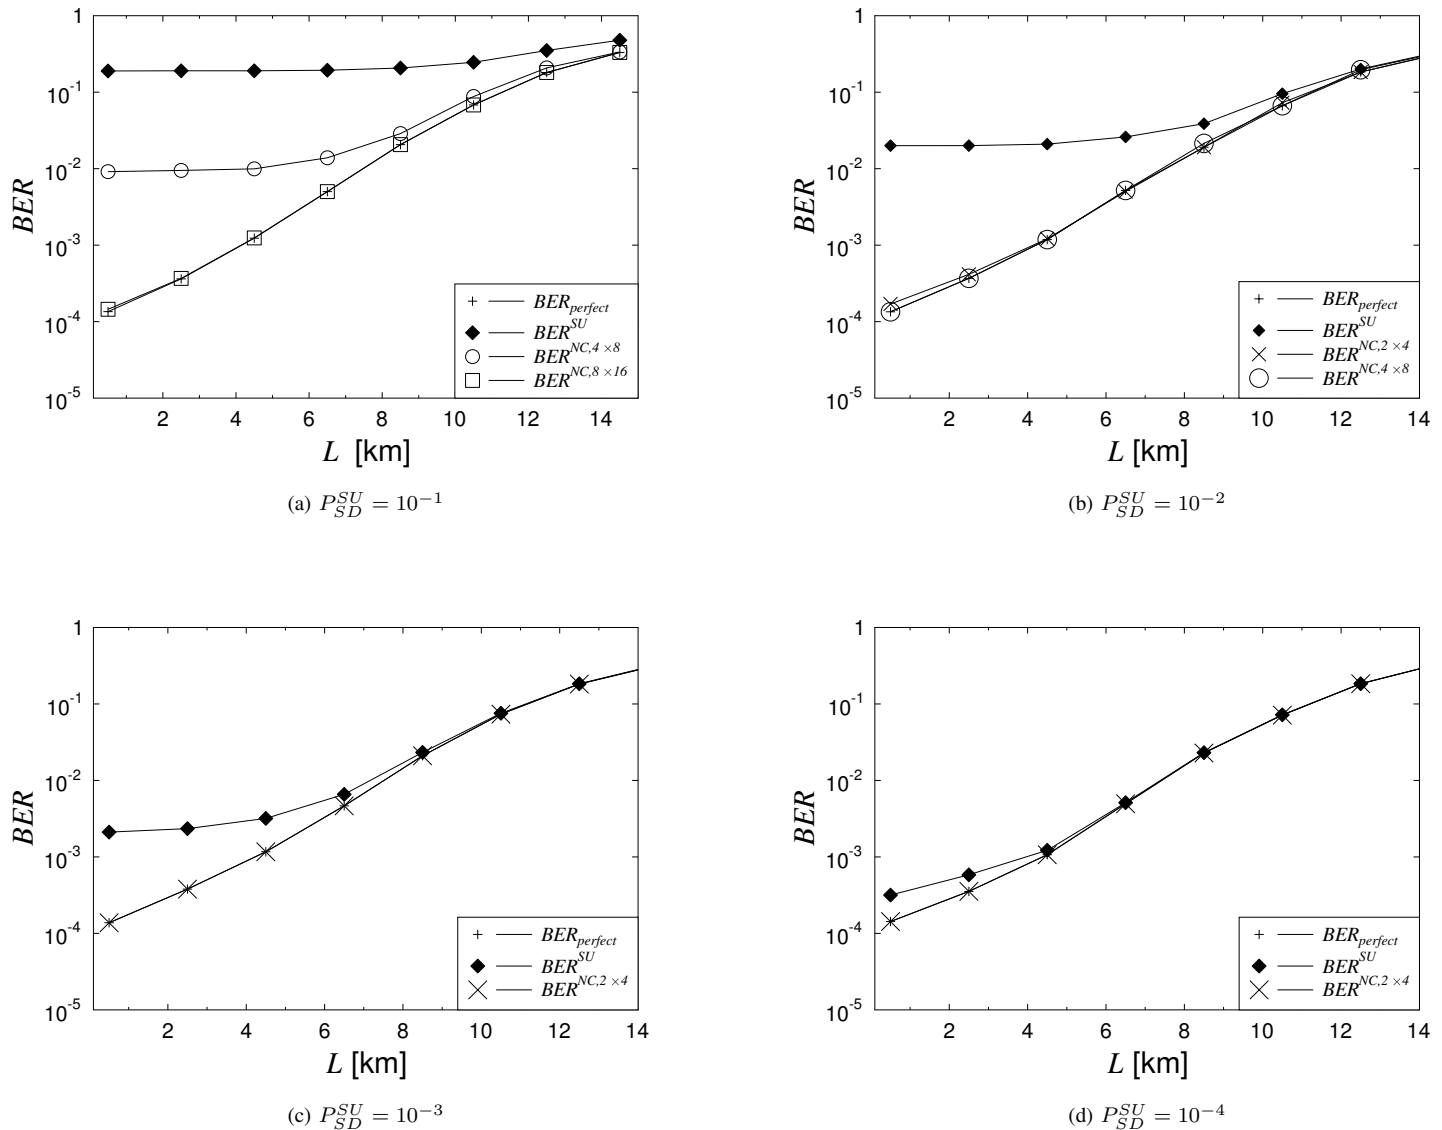 1
10^-1
10^-2
10^-3
10^-4
10^-5
BER
2 4 6 8 10 12 14
L [km]
BER_perfect
BER^SU
BER^NC,4×8
BER^NC,8×16
(a) P_SD^SU = 10^−1
1
10^-1
10^-2
10^-3
10^-4
10^-5
BER
2 4 6 8 10 12 14
L [km]
BER_perfect
BER^SU
BER^NC,2×4
BER^NC,4×8
(b) P_SD^SU = 10^−2
1
10^-1
10^-2
10^-3
10^-4
10^-5
BER
2 4 6 8 10 12 14
L [km]
BER_perfect
BER^SU
BER^NC,2×4
(c) P_SD^SU = 10^−3
1
10^-1
10^-2
10^-3
10^-4
10^-5
BER
2 4 6 8 10 12 14
L [km]
BER_perfect
BER^SU
BER^NC,2×4
(d) P_SD^SU = 10^−4